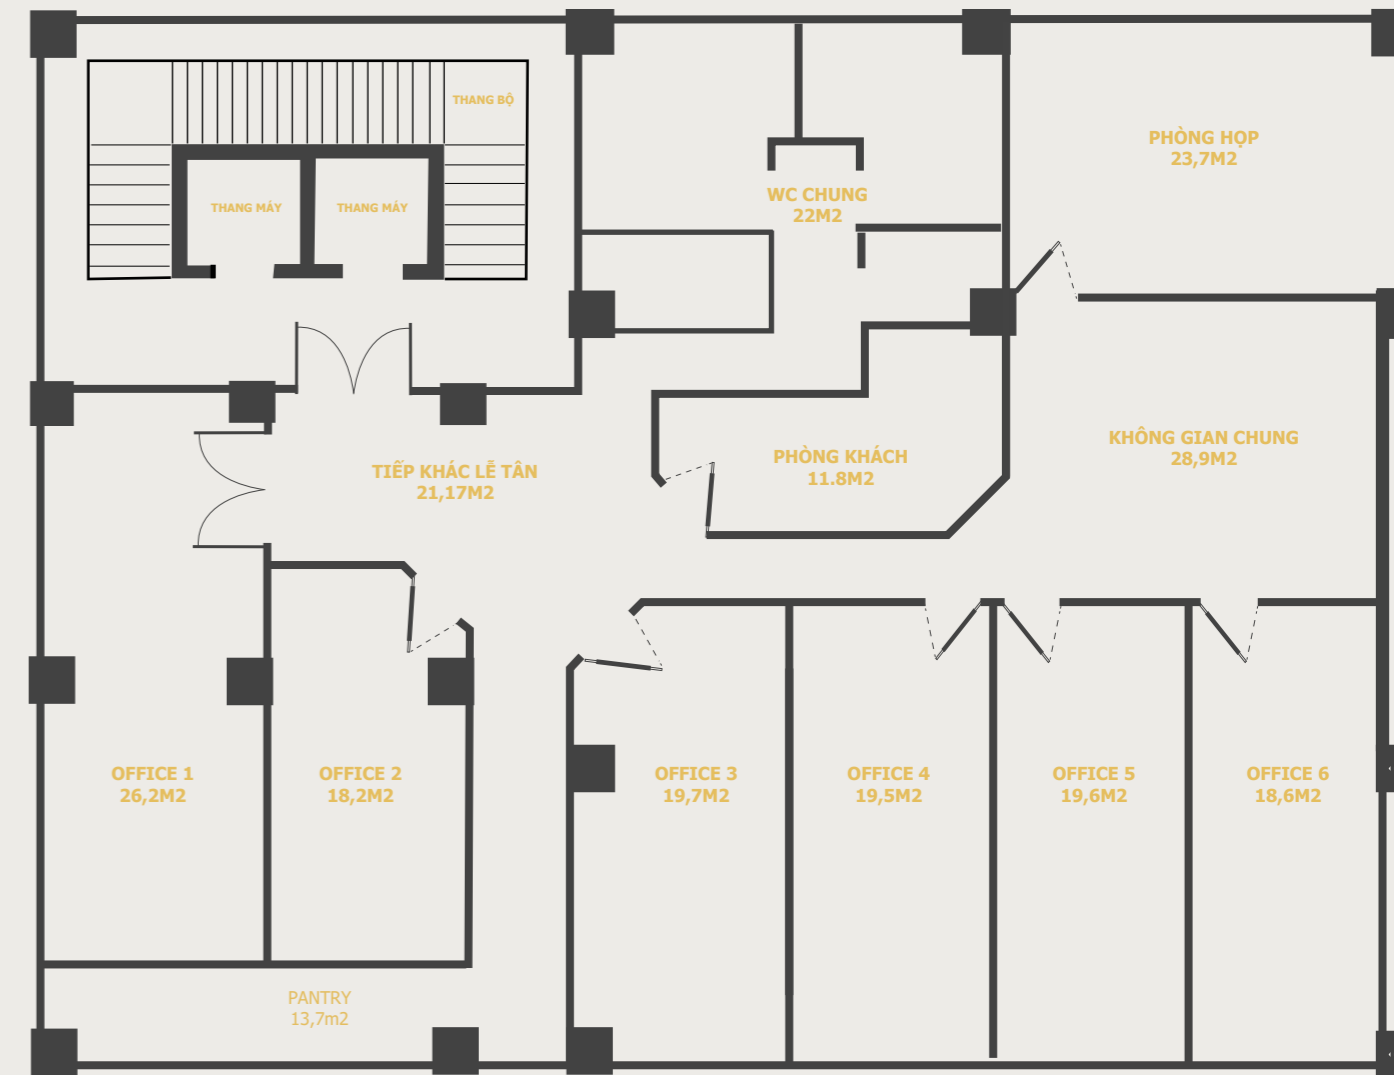 THANG BỘ
PHÒNG HỌP
23,7M2
WC CHUNG
22M2
THANG MÁY
THANG MÁY
KHÔNG GIAN CHUNG
28,9M2
PHÒNG KHÁCH
11.8M2
TIẾP KHÁC LỄ TÂN
21,17M2
OFFICE 1
26,2M2
OFFICE 2
18,2M2
OFFICE 3
19,7M2
OFFICE 4
19,5M2
OFFICE 5
19,6M2
OFFICE 6
18,6M2
PANTRY
13,7m2